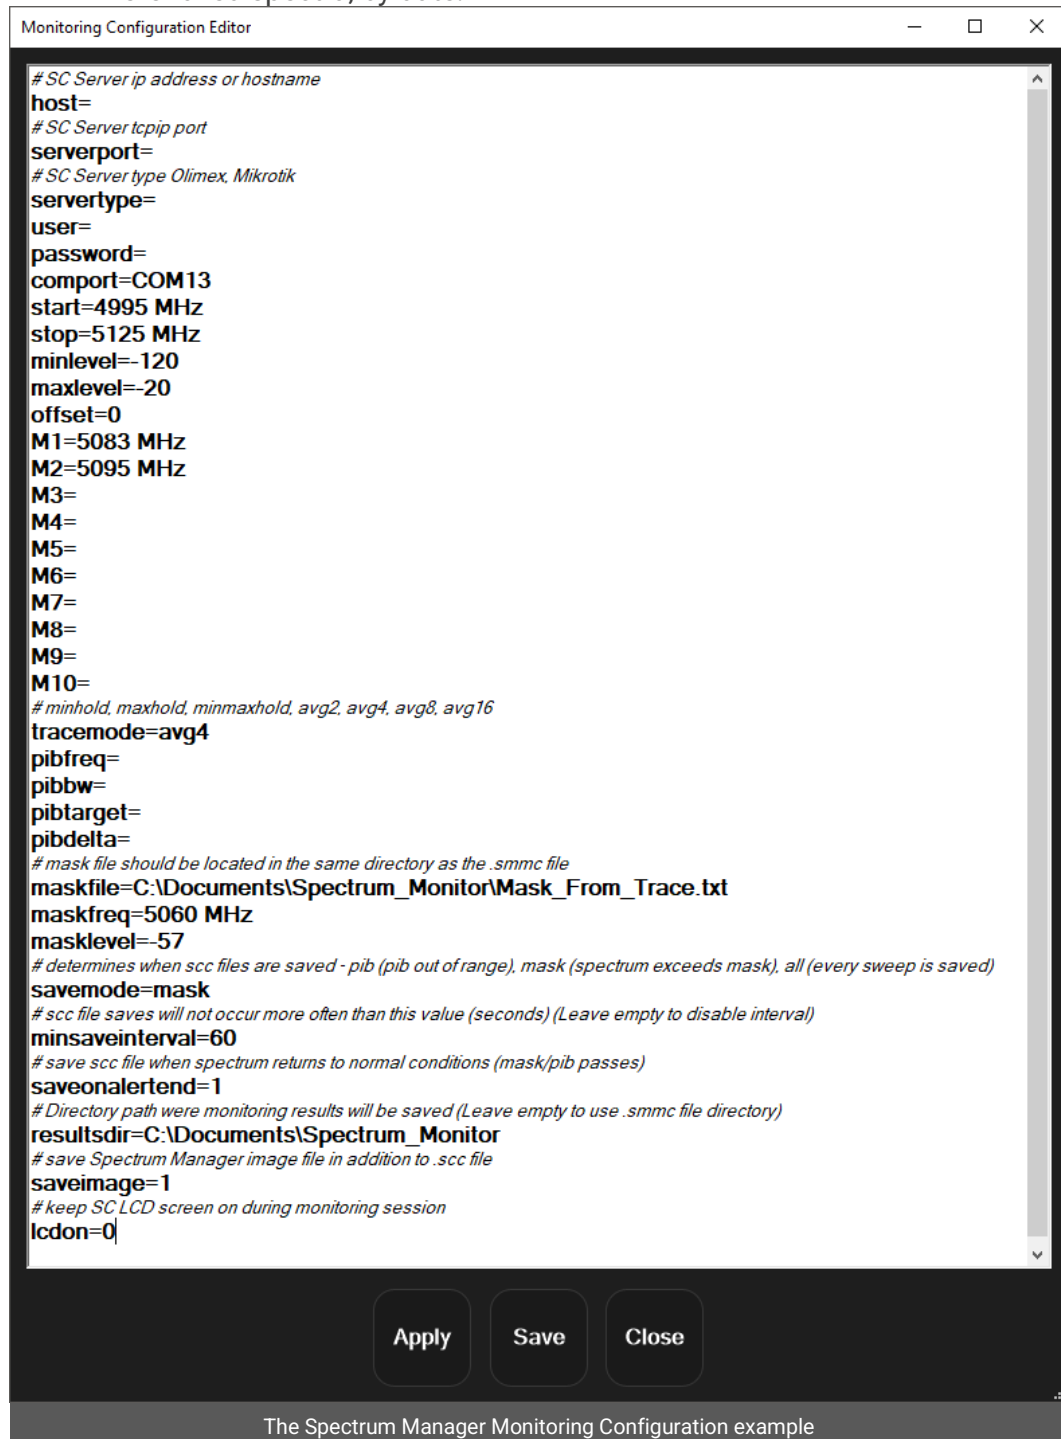 Monitoring Configuration Editor
# SC Server ip address or hostname
host=
# SC Server tcpip port
serverport=
# SC Server type Olimex, Mikrotik
servertype=
user=
password=
comport=COM13
start=4995 MHz
stop=5125 MHz
minlevel=-120
maxlevel=-20
offset=0
M1=5083 MHz
M2=5095 MHz
M3=
M4=
M5=
M6=
M7=
M8=
M9=
M10=
# minhold, maxhold, minmaxhold, avg2, avg4, avg8, avg16
tracemode=avg4
pibfreq=
pibbw=
pibtarget=
pibdelta=
# mask file should be located in the same directory as the .smmc file
maskfile=C:\Documents\Spectrum_Monitor\Mask_From_Trace.txt
maskfreq=5060 MHz
masklevel=-57
# determines when scc files are saved - pib (pib out of range), mask (spectrum exceeds mask), all (every sweep is saved)
savemode=mask
# scc file saves will not occur more often than this value (seconds) (Leave empty to disable interval)
minsaveinterval=60
# save scc file when spectrum returns to normal conditions (mask/pib passes)
saveonalertend=1
# Directory path were monitoring results will be saved (Leave empty to use .smmc file directory)
resultsdir=C:\Documents\Spectrum_Monitor
# save Spectrum Manager image file in addition to .scc file
saveimage=1
# keep SC LCD screen on during monitoring session
lcdon=0
Apply Save Close
The Spectrum Manager Monitoring Configuration example